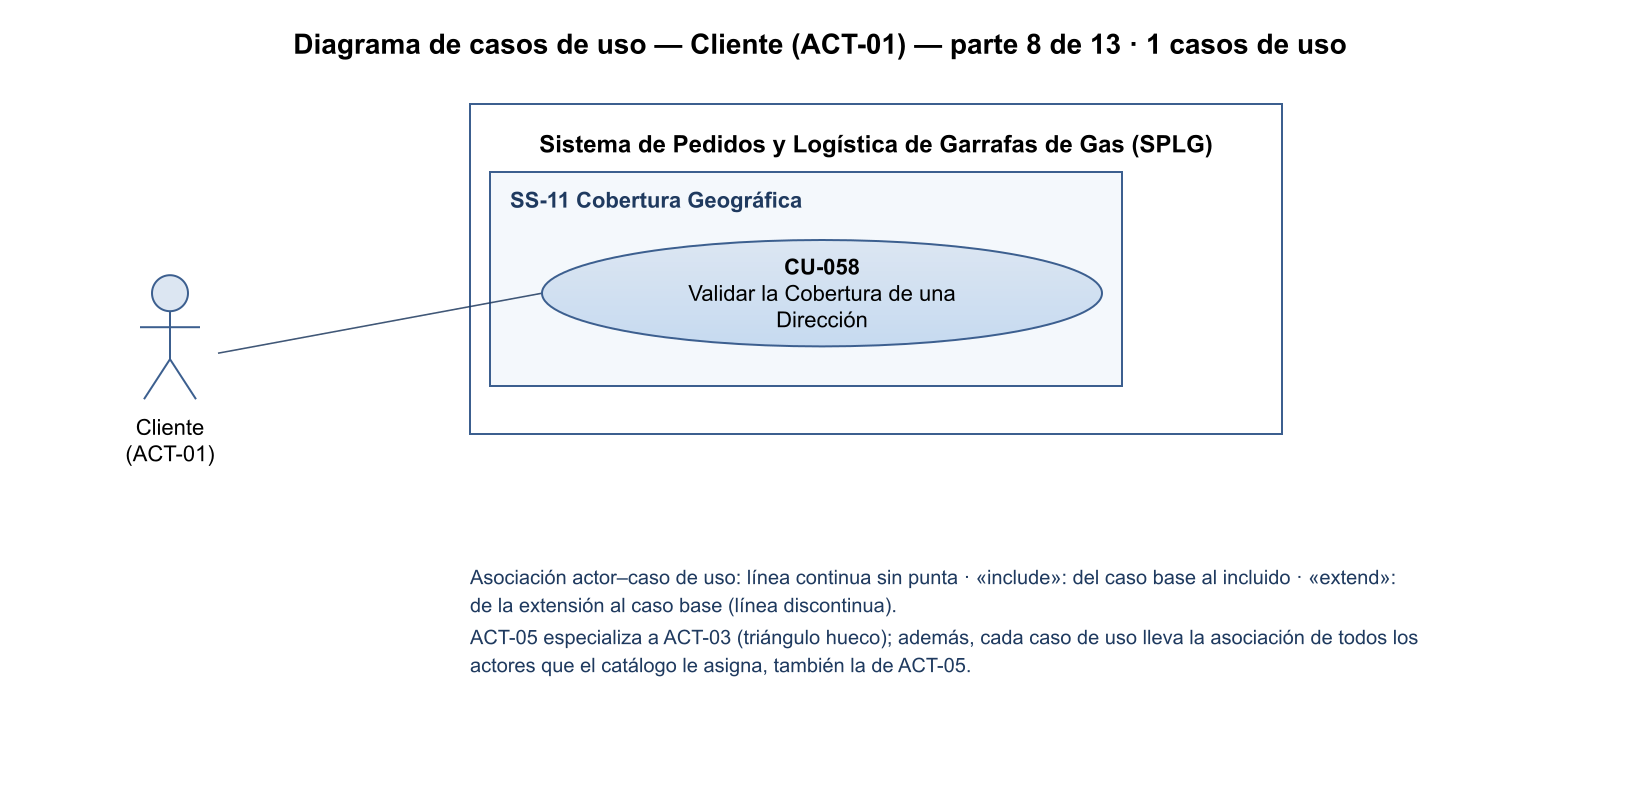 Diagrama de casos de uso — Cliente (ACT-01) — parte 8 de 13 · 1 casos de uso
Sistema de Pedidos y Logística de Garrafas de Gas (SPLG)
SS-11 Cobertura Geográfica
CU-058
Validar la Cobertura de una
Dirección
Cliente
(ACT-01)
Asociación actor–caso de uso: línea continua sin punta · «include»: del caso base al incluido · «extend»:
de la extensión al caso base (línea discontinua).
ACT-05 especializa a ACT-03 (triángulo hueco); además, cada caso de uso lleva la asociación de todos los
actores que el catálogo le asigna, también la de ACT-05.